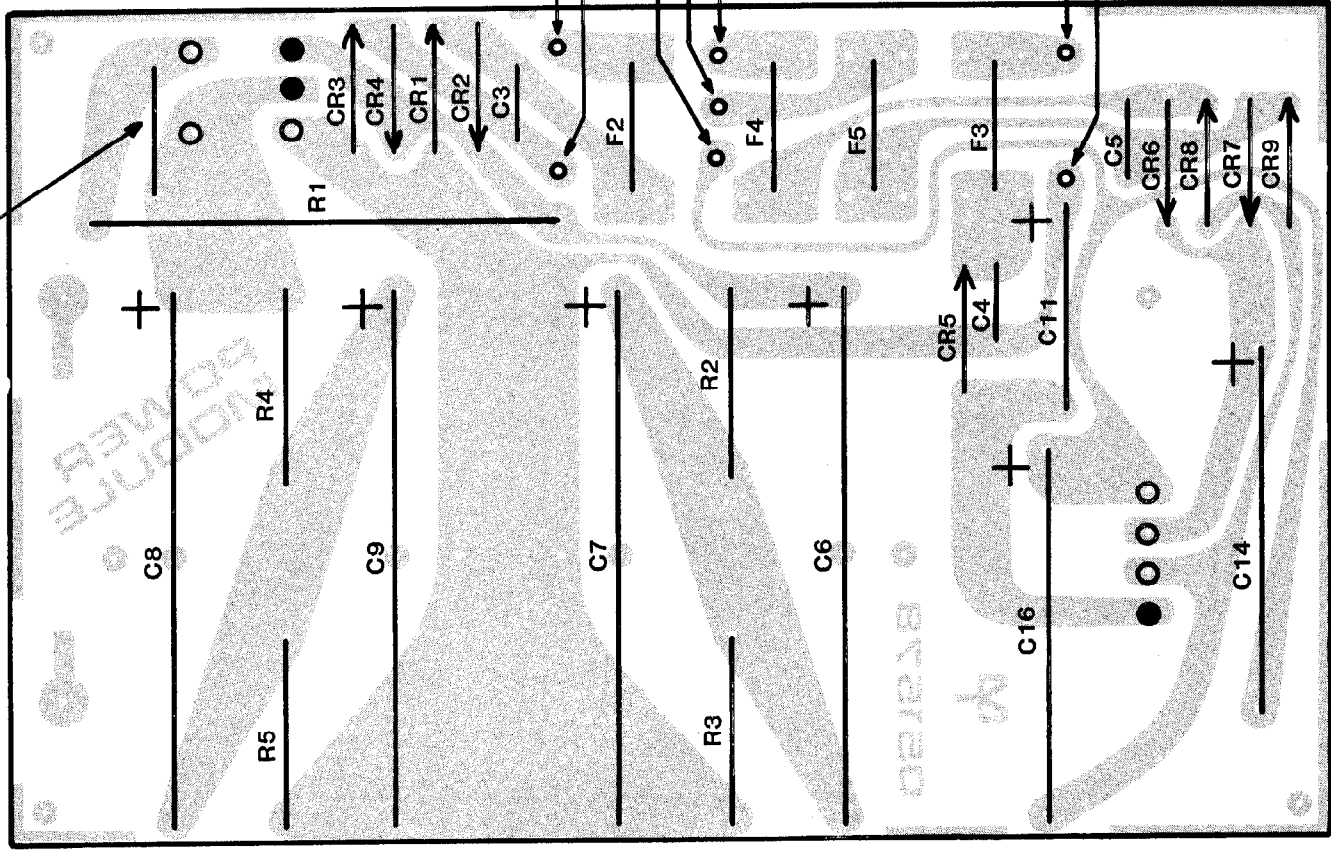 CR3
CR4
CR1
CR2
C3
F2
F4
F5
F3
C5
CR6
CR8
CR7
CR9
R1
+
+
+
+
+
+
+
CR5
C4
C11
R4
R2
POWER
MODULE
C8
C9
C7
C6
C16
C14
R5
R3